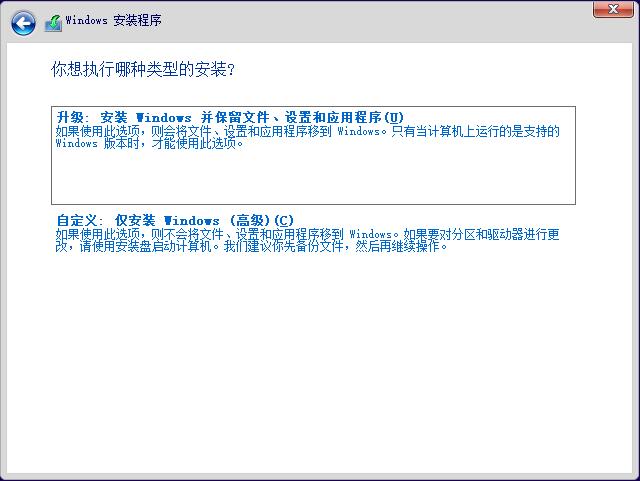 Windows 安装程序
你想执行哪种类型的安装?
升级: 安装 Windows 并保留文件、设置和应用程序(U)
如果使用此选项，则会将文件、设置和应用程序移到 Windows。只有当计算机上运行的是支持的
Windows 版本时，才能使用此选项。
自定义: 仅安装 Windows (高级)(C)
如果使用此选项，则不会将文件、设置和应用程序移到 Windows。如果要对分区和驱动器进行更
改，请使用安装盘启动计算机。我们建议你先备份文件，然后再继续操作。